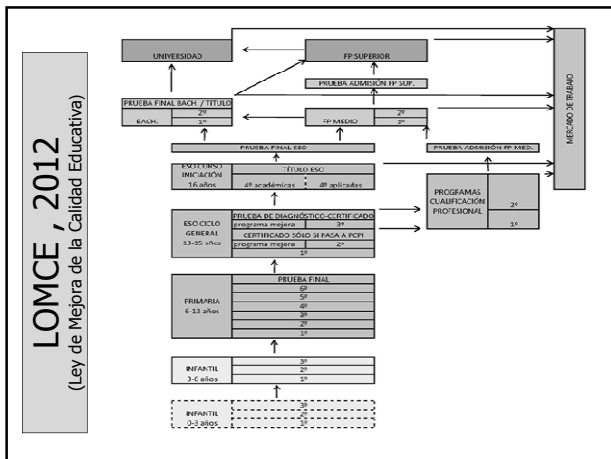 LOMCE , 2012
(Ley de Mejora de la Calidad Educativa)
UNIVERSIDAD
FP SUPERIOR
MERCADO DE TRABAJO
PRUEBA ADMISIÓN FP SUP.
PRUEBA FINAL BACH. / TÍTULO
BACH.
2º
1º
FP MEDIO
2º
1º
PRUEBA FINAL ESO
PRUEBA ADMISIÓN FP MED.
ESO CURSO INICIACIÓN
16 años
TÍTULO ESO
4º académicas
4º aplicadas
PROGRAMAS
CUALIFICACIÓN
PROFESIONAL
2º
1º
ESO CICLO
GENERAL
PRUEBA DE DIAGNÓSTICO-CERTIFICADO
programa mejora
3º
CERTIFICADO SÓLO SI PASA A PCPI
programa mejora
2º
1º
PRIMARIA
PRUEBA FINAL
6º
5º
4º
3º
2º
1º
INFANTIL
3-6 años
3º
2º
1º
INFANTIL
0-3 años
3º
2º
1º